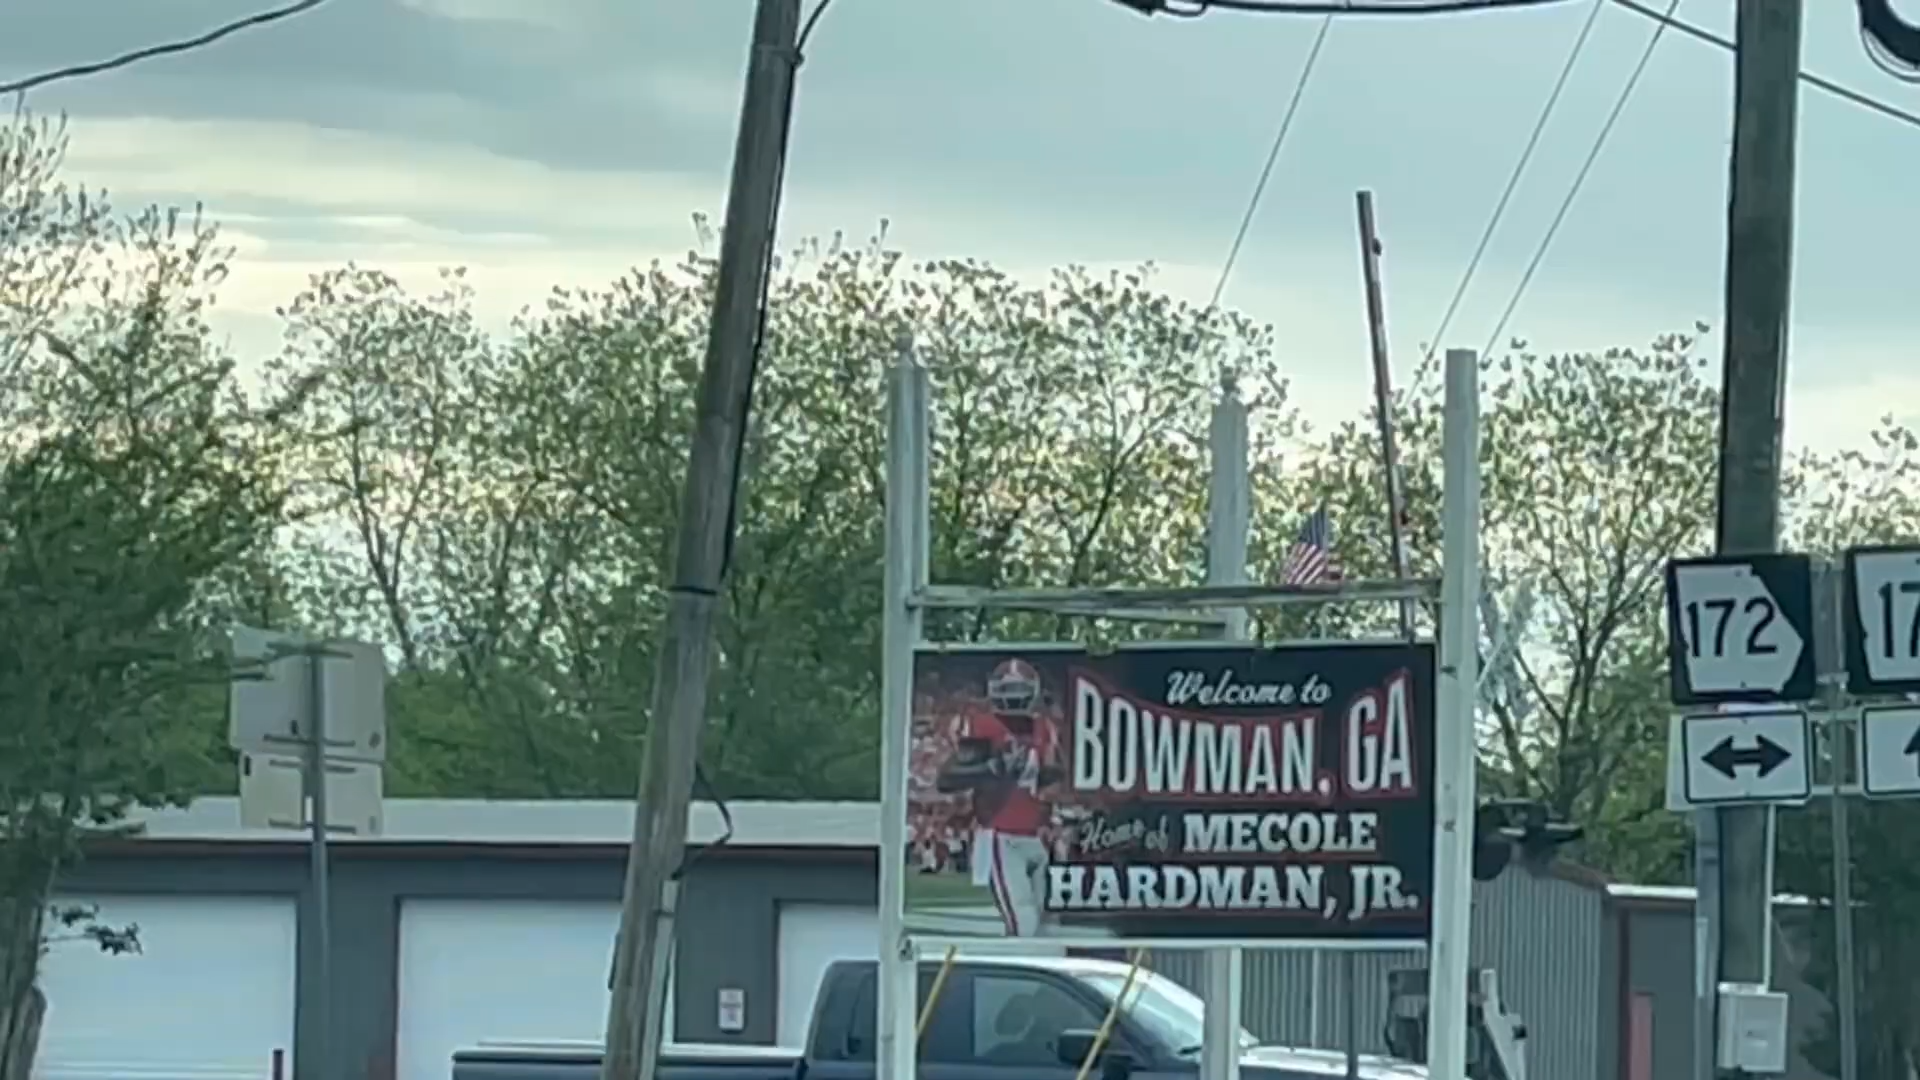 Welcome to
BOWMAN, GA
Home of MECOLE
HARDMAN, JR.
172
17